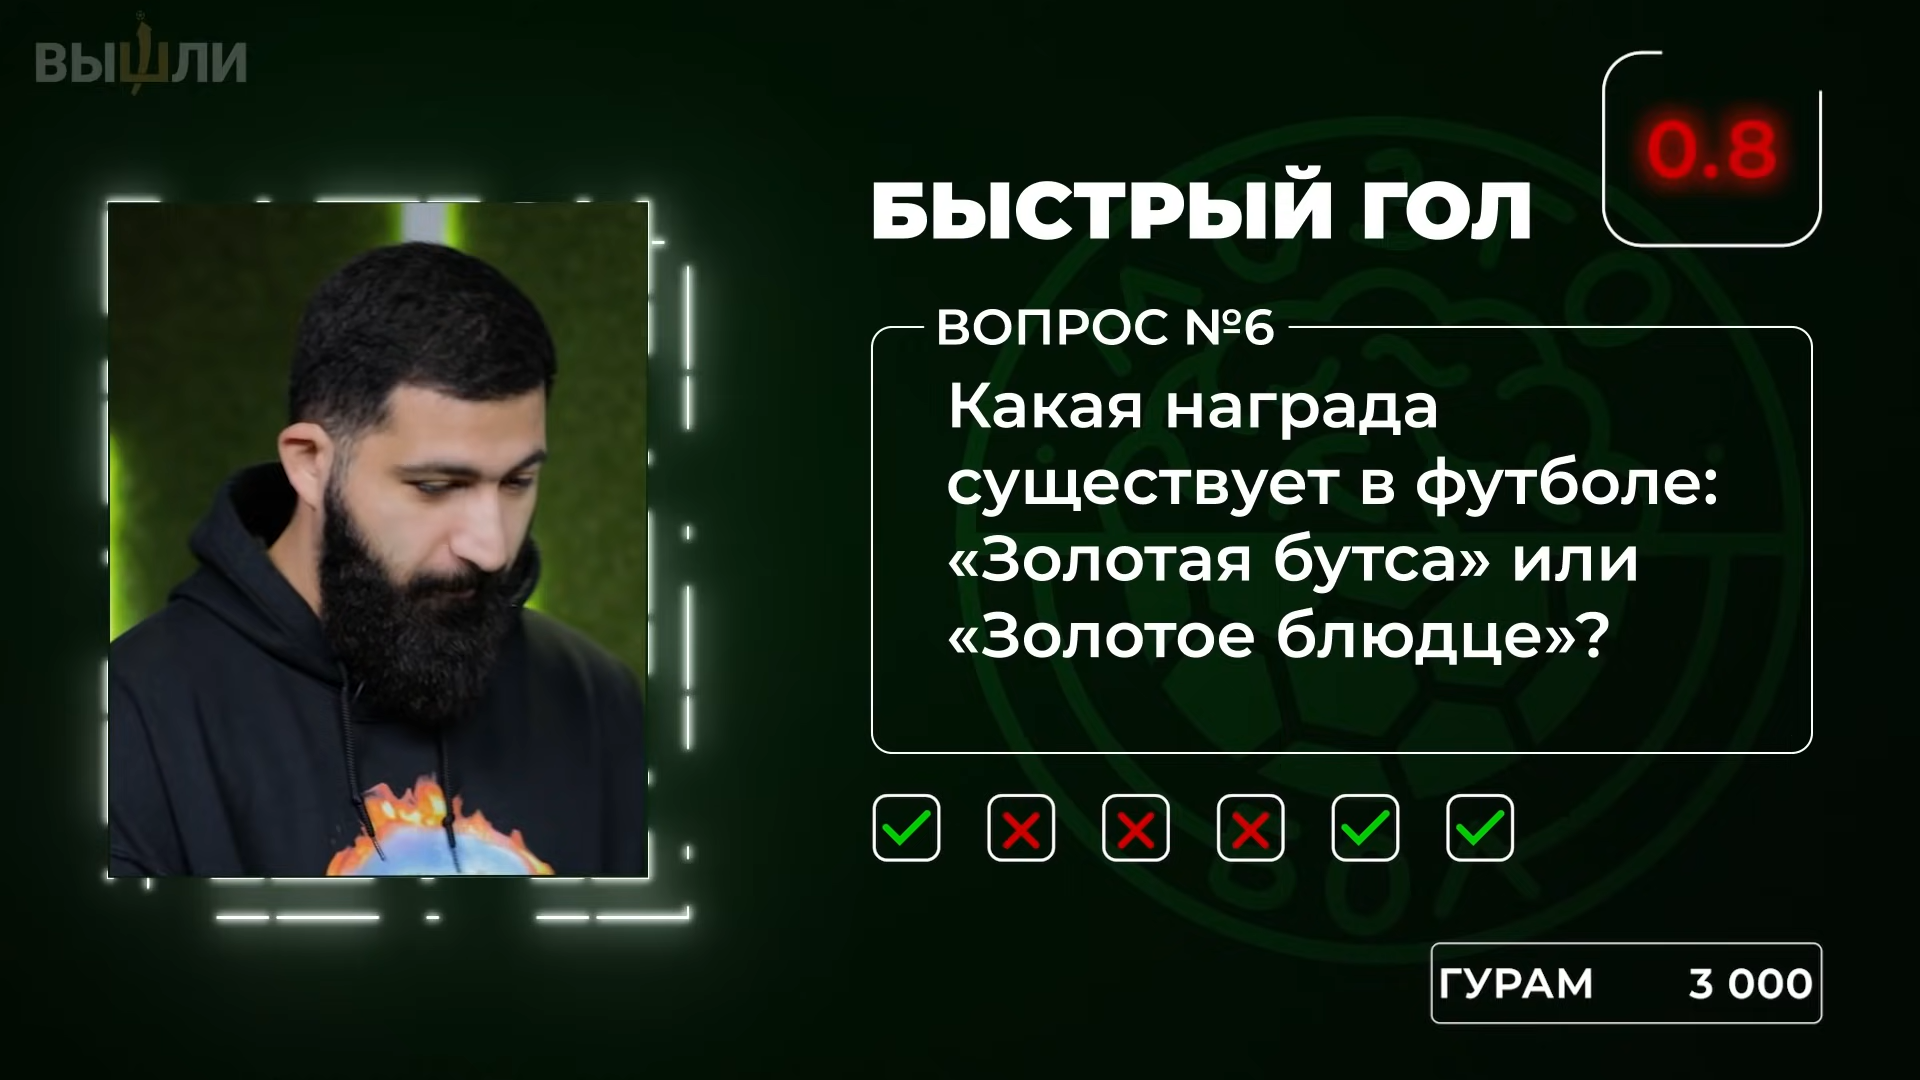 ВЫШЛИ
0.8
БЫСТРЫЙ ГОЛ
ВОПРОС №6
Какая награда
существует в футболе:
«Золотая бутса» или
«Золотое блюдце»?
ГУРАМ 3 000